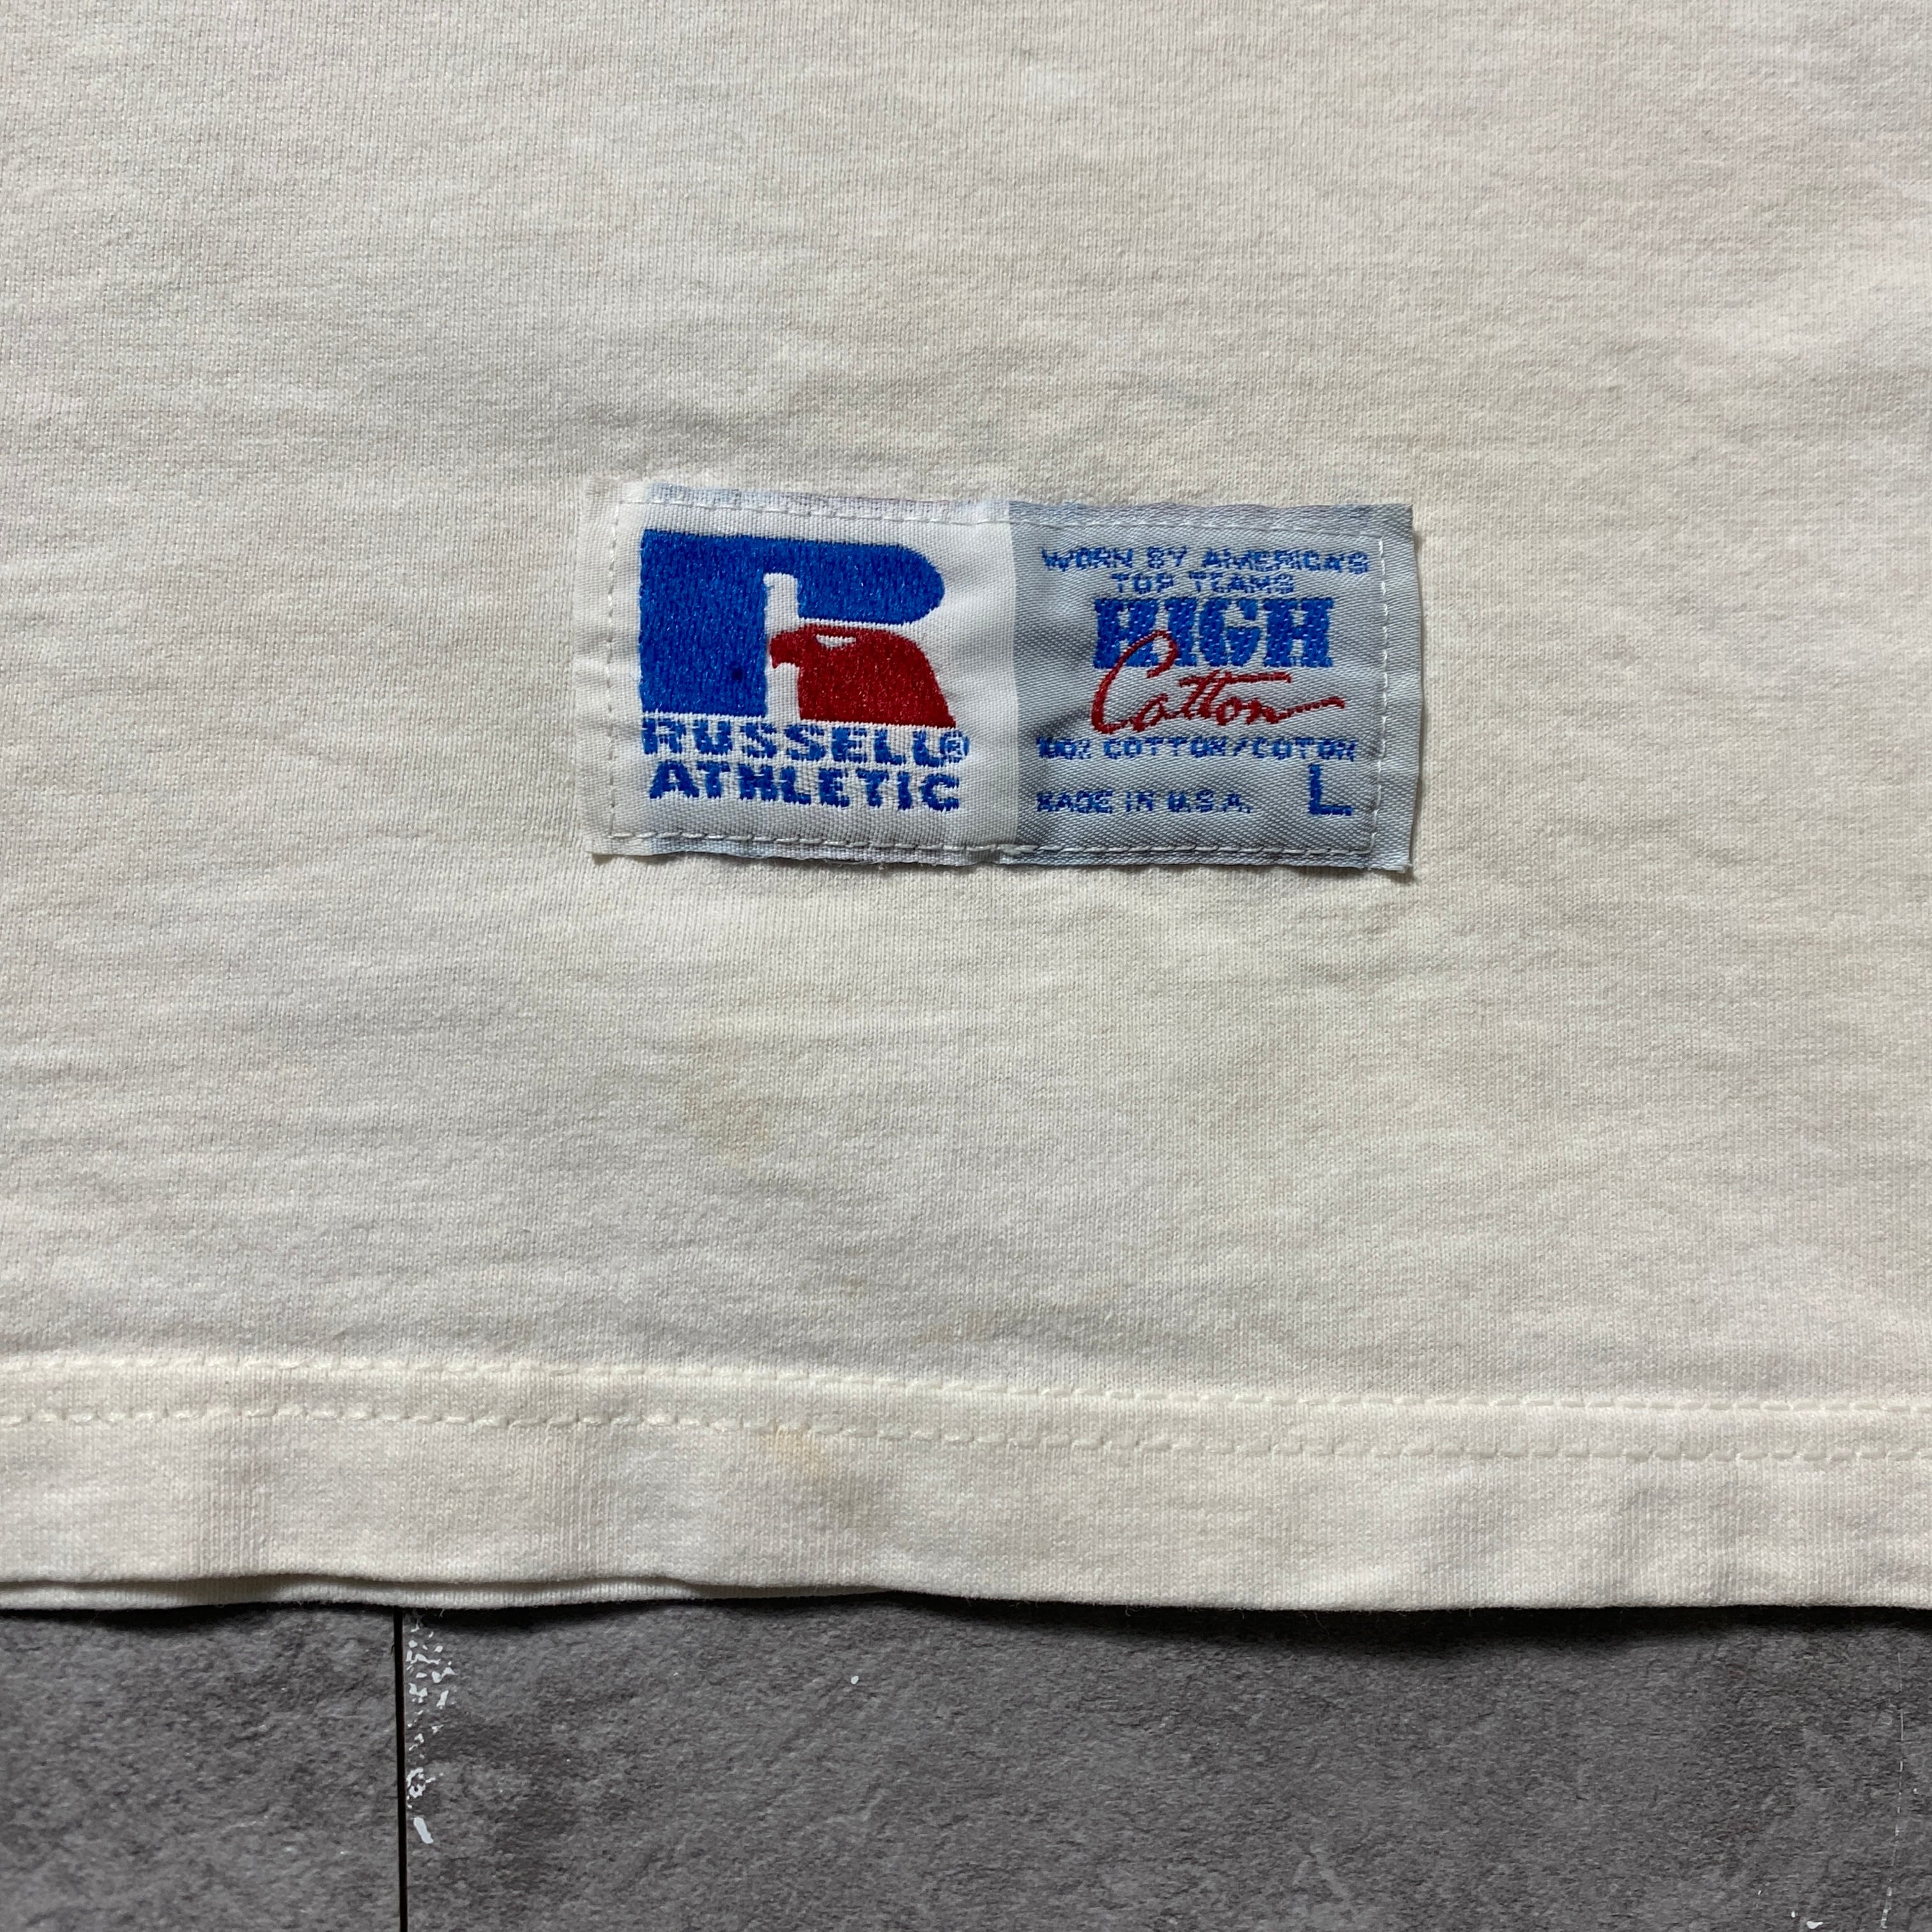 RUSSELL®
ATHLETIC
WORN BY AMERICA'S
TOP TEAMS
HIGH
Cotton
100% COTTON/COTON
MADE IN U.S.A. L